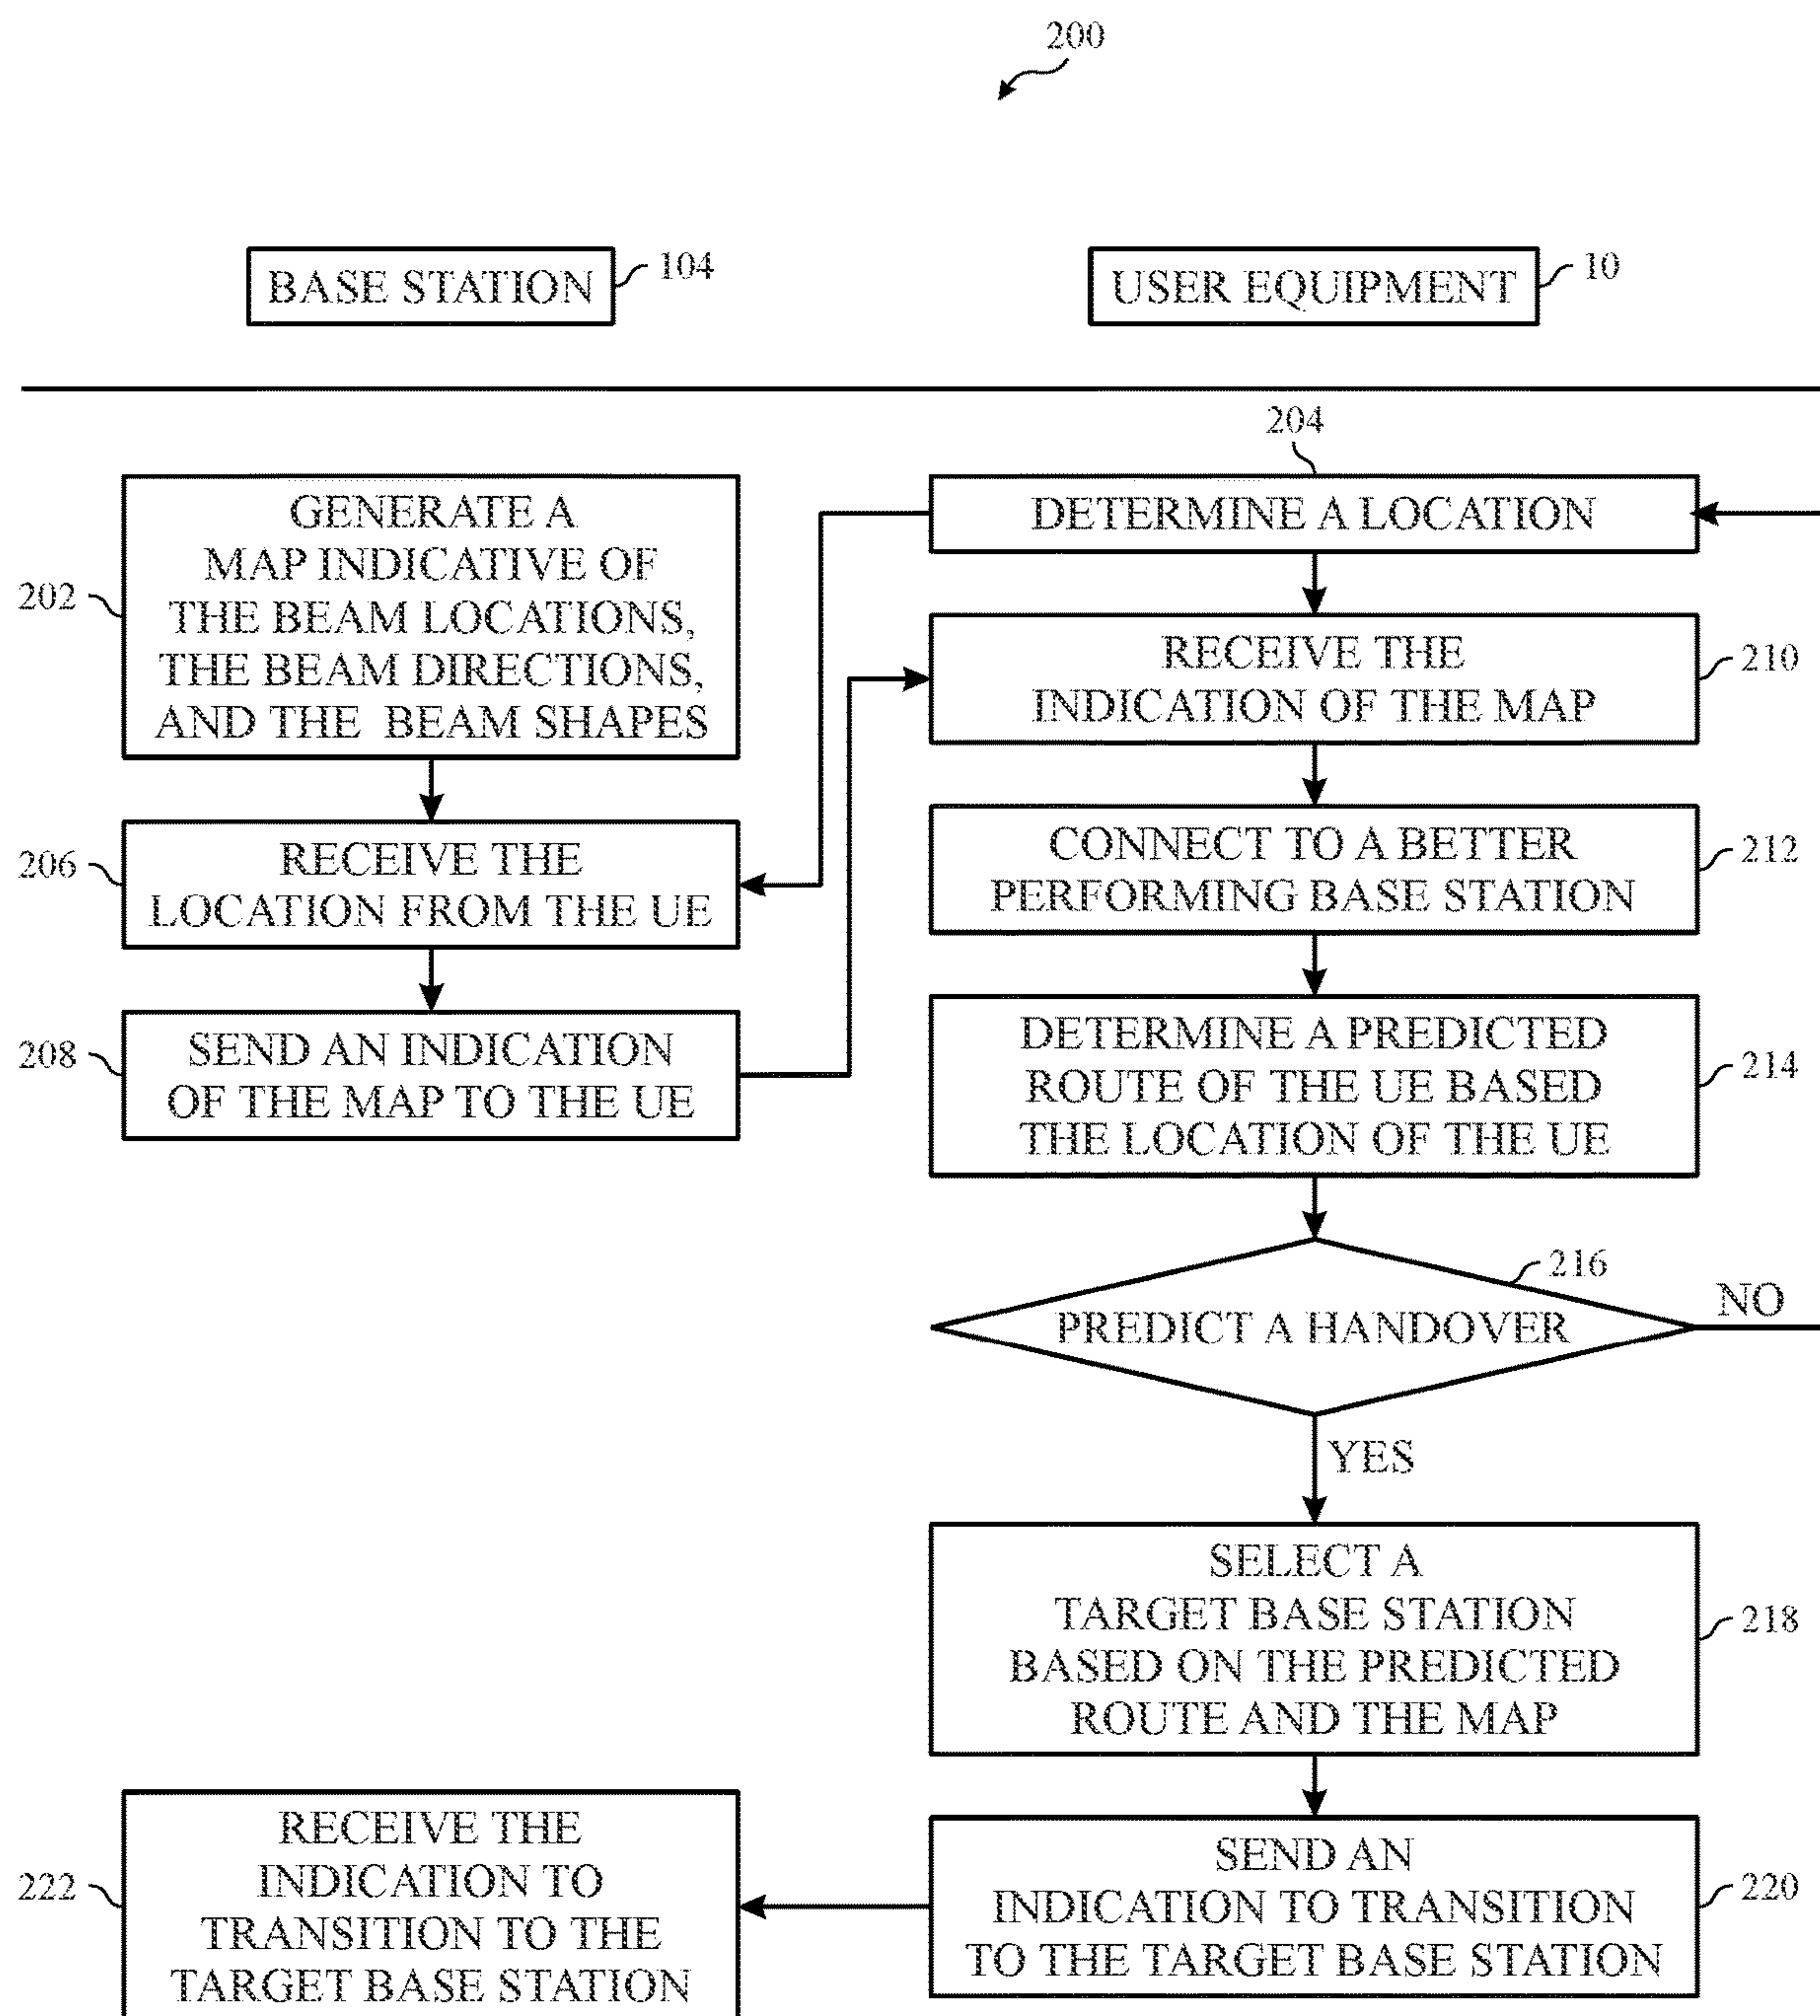 200
BASE STATION
104
USER EQUIPMENT
10
204
DETERMINE A LOCATION
202
GENERATE A
MAP INDICATIVE OF
THE BEAM LOCATIONS,
THE BEAM DIRECTIONS,
AND THE BEAM SHAPES
RECEIVE THE
INDICATION OF THE MAP
210
206
RECEIVE THE
LOCATION FROM THE UE
CONNECT TO A BETTER
PERFORMING BASE STATION
212
208
SEND AN INDICATION
OF THE MAP TO THE UE
DETERMINE A PREDICTED
ROUTE OF THE UE BASED
THE LOCATION OF THE UE
214
216
PREDICT A HANDOVER
NO
YES
SELECT A
TARGET BASE STATION
BASED ON THE PREDICTED
ROUTE AND THE MAP
218
SEND AN
INDICATION TO TRANSITION
TO THE TARGET BASE STATION
220
222
RECEIVE THE
INDICATION TO
TRANSITION TO THE
TARGET BASE STATION